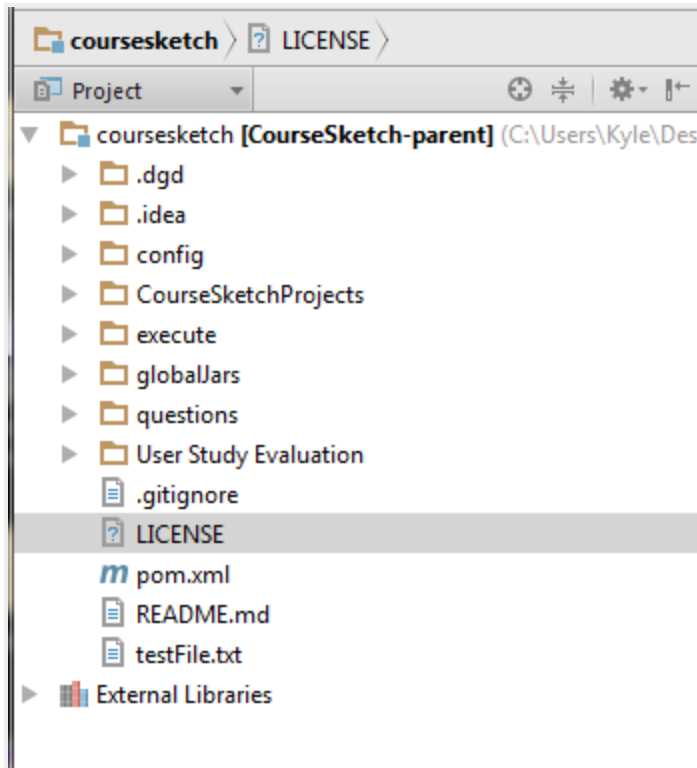 coursesketch LICENSE
Project
coursesketch [CourseSketch-parent] (C:\Users\Kyle\Des
.dgd
.idea
config
CourseSketchProjects
execute
globalJars
questions
User Study Evaluation
.gitignore
LICENSE
pom.xml
README.md
testFile.txt
External Libraries